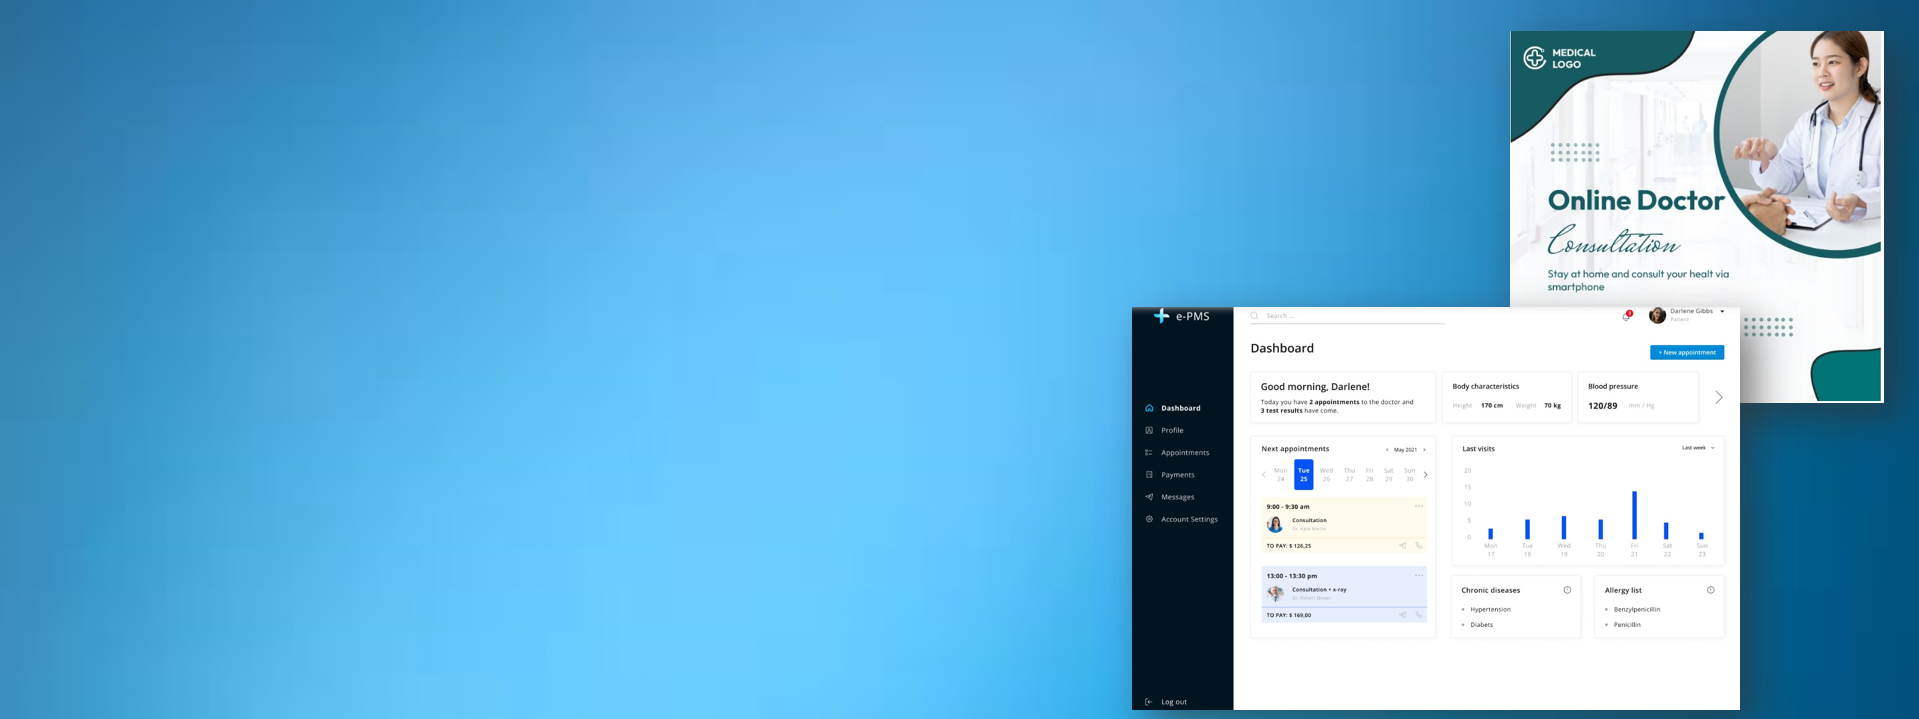 MEDICAL
LOGO
Online Doctor
Consultation
Stay at home and consult your healt via
smartphone
e-PMS
Search ...
3
Darlene Gibbs
Patient
Dashboard
+ New appointment
Dashboard
Profile
Appointments
Payments
Messages
Account Settings
Log out
Good morning, Darlene!
Today you have 2 appointments to the doctor and
3 test results have come.
Body characteristics
Height 170 cm Weight 70 kg
Blood pressure
120/89 mm / Hg
Next appointments
May 2021
Mon Tue Wed Thu Fri Sat Sun
24 25 26 27 28 29 30
9:00 - 9:30 am
Consultation
TO PAY: $ 126,25
13:00 - 13:30 pm
Consultation + x-ray
Dr. Robert Brown
TO PAY: $ 169,00
Last visits
Last week
20
15
10
5
0
Mon Tue Wed Thu Fri Sat Sun
17 18 19 20 21 22 23
Chronic diseases
Hypertension
Diabets
Allergy list
Benzylpenicillin
Penicillin